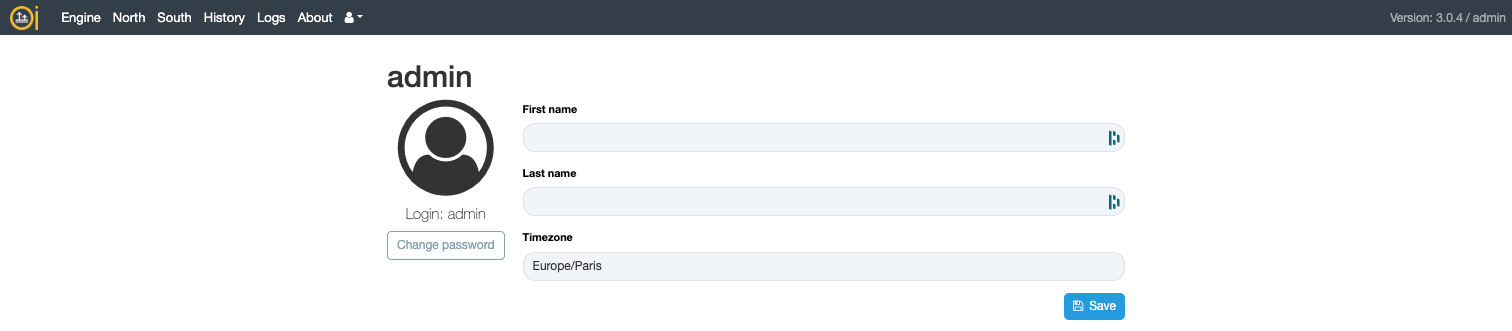 Engine North South History Logs About Version: 3.0.4 / admin
admin
First name
Last name
Login: admin
Change password
Timezone
Europe/Paris
Save